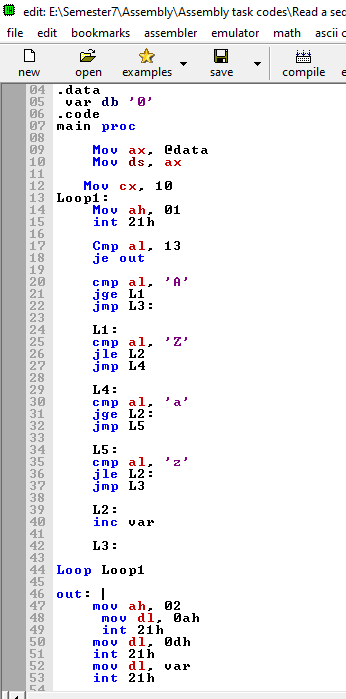 edit: E:\Semester7\Assembly\Assembly task codes\Read a sec
file edit bookmarks assembler emulator math ascii c
new open examples save compile e
04 .data
05 var db '0'
06 .code
07 main proc
08
09 Mov ax, @data
10 Mov ds, ax
11
12 Mov cx, 10
13 Loop1:
14 Mov ah, 01
15 int 21h
16
17 Cmp al, 13
18 je out
19
20 cmp al, 'A'
21 jge L1
22 jmp L3:
23
24 L1:
25 cmp al, 'Z'
26 jle L2
27 jmp L4
28
29 L4:
30 cmp al, 'a'
31 jge L2:
32 jmp L5
33
34 L5:
35 cmp al, 'z'
36 jle L2:
37 jmp L3
38
39 L2:
40 inc var
41
42 L3:
43
44 Loop Loop1
45
46 out:
47 mov ah, 02
48 mov dl, 0ah
49 int 21h
50 mov dl, 0dh
51 int 21h
52 mov dl, var
53 int 21h